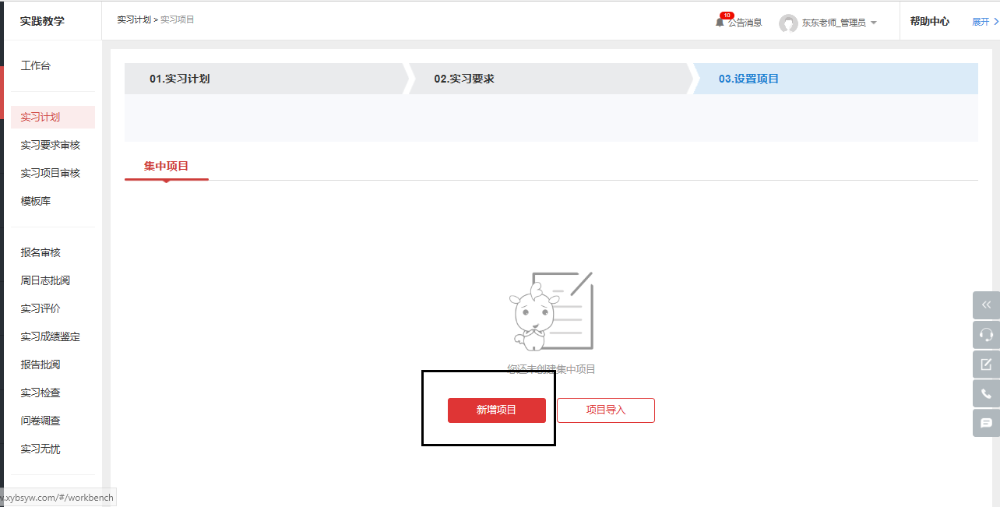 实践教学
实习计划 > 实习项目
10
公告消息
东东老师_管理员
帮助中心
展开
工作台
实习计划
实习要求审核
实习项目审核
模板库
报名审核
周日志批阅
实习评价
实习成绩鉴定
报告批阅
实习检查
问卷调查
实习无忧
01.实习计划
02.实习要求
03.设置项目
集中项目
您还未创建集中项目
新增项目
项目导入
w.xybsyw.com/#/workbench